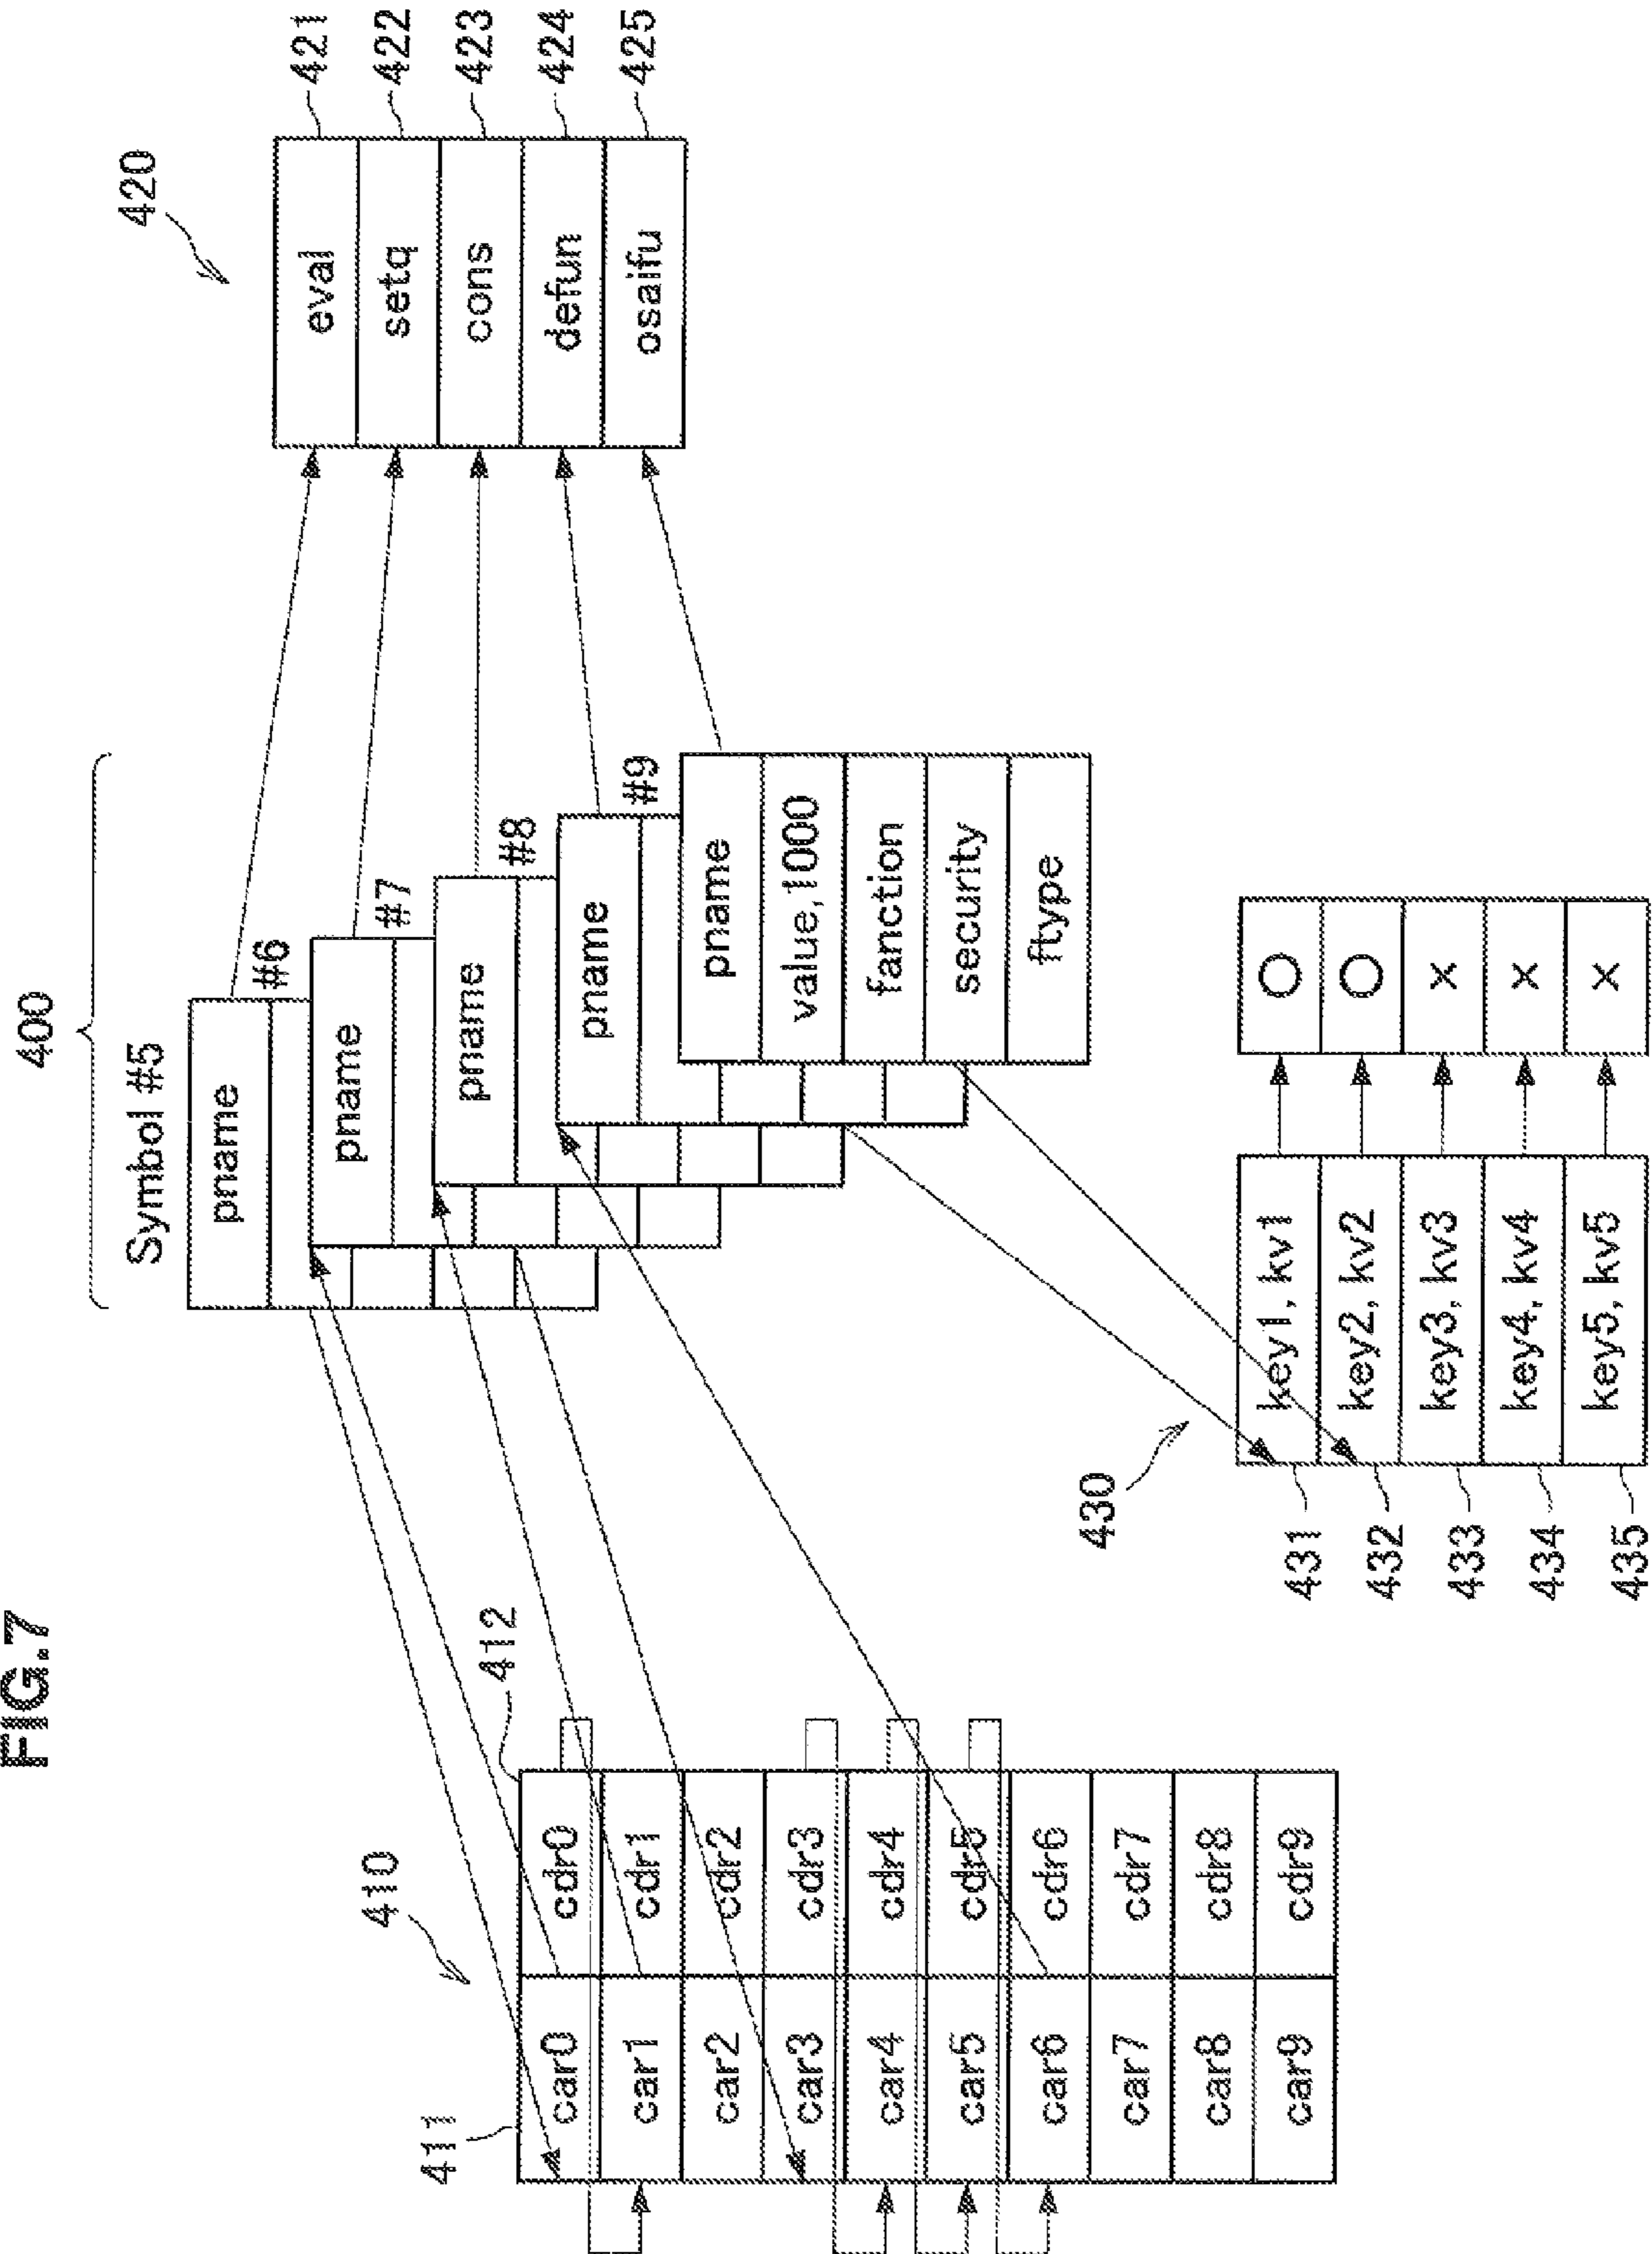 FIG.7
400
Symbol #5
pname
#6
pname
#7
pname
#8
pname
#9
pname
value,1000
fanction
security
ftype
420
eval
421
setq
422
cons
423
defun
424
osaifu
425
410
411
412
car0 cdr0
car1 cdr1
car2 cdr2
car3 cdr3
car4 cdr4
car5 cdr5
car6 cdr6
car7 cdr7
car8 cdr8
car9 cdr9
430
431 key1, kv1 ○
432 key2, kv2 ○
433 key3, kv3 ×
434 key4, kv4 ×
435 key5, kv5 ×